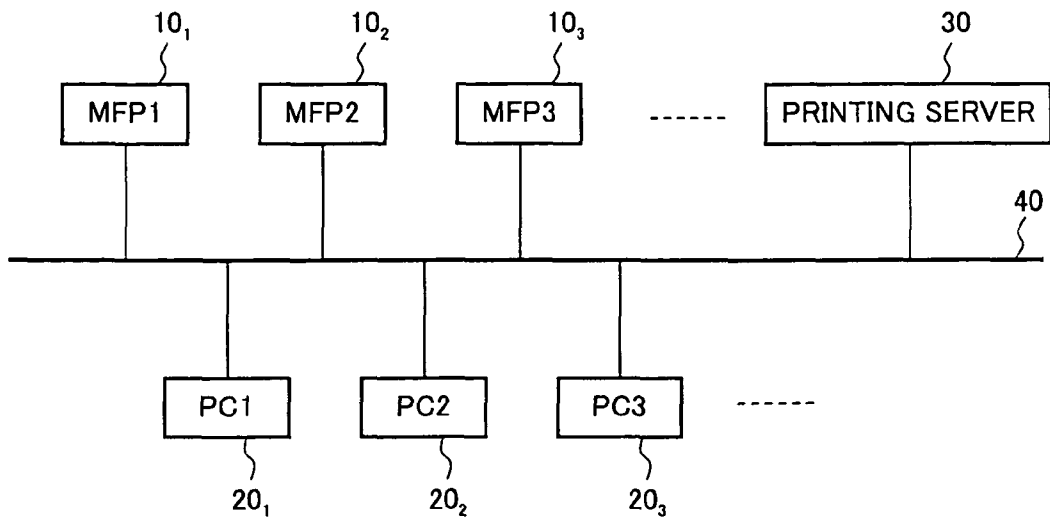 10₁ 10₂ 10₃ 30
MFP1 MFP2 MFP3 PRINTING SERVER
40
PC1 PC2 PC3
20₁ 20₂ 20₃